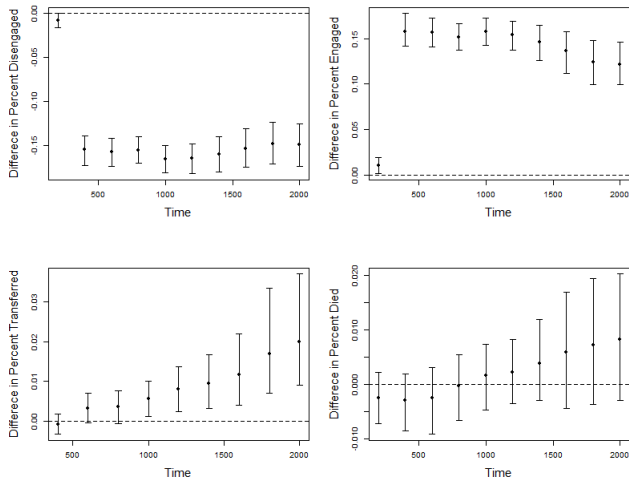 Differece in Percent Disengaged
0.00
-0.05
-0.10
-0.15
500 1000 1500 2000
Time
Differece in Percent Engaged
0.15
0.10
0.05
0.00
500 1000 1500 2000
Time
Difference in Percent Transferred
0.03
0.02
0.01
0.00
500 1000 1500 2000
Time
Differece in Percent Died
0.020
0.010
0.000
-0.010
500 1000 1500 2000
Time